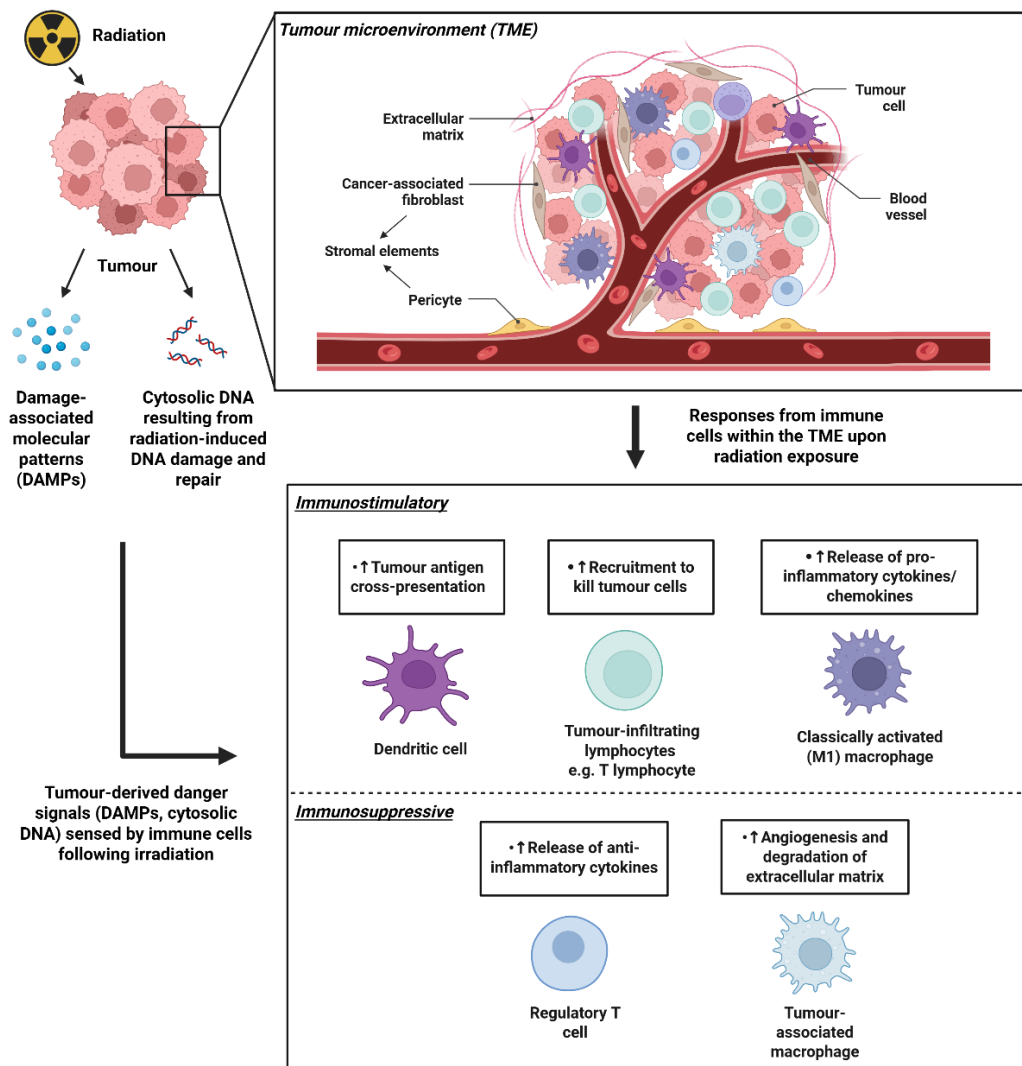 Radiation
Tumour microenvironment (TME)
Extracellular
matrix
Cancer-associated
fibroblast
Stromal elements
Pericyte
Tumour
cell
Blood
vessel
Tumour
Damage-
associated
molecular
patterns
(DAMPs)
Cytosolic DNA
resulting from
radiation-induced
DNA damage and
repair
Responses from immune
cells within the TME upon
radiation exposure
Tumour-derived danger
signals (DAMPs, cytosolic
DNA) sensed by immune cells
following irradiation
Immunostimulatory
•↑Tumour antigen
cross-presentation
Dendritic cell
•↑Recruitment to
kill tumour cells
Tumour-infiltrating
lymphocytes
e.g. T lymphocyte
•↑Release of pro-
inflammatory cytokines/
chemokines
Classically activated
(M1) macrophage
Immunosuppressive
•↑Release of anti-
inflammatory cytokines
Regulatory T
cell
•↑Angiogenesis and
degradation of
extracellular matrix
Tumour-
associated
macrophage